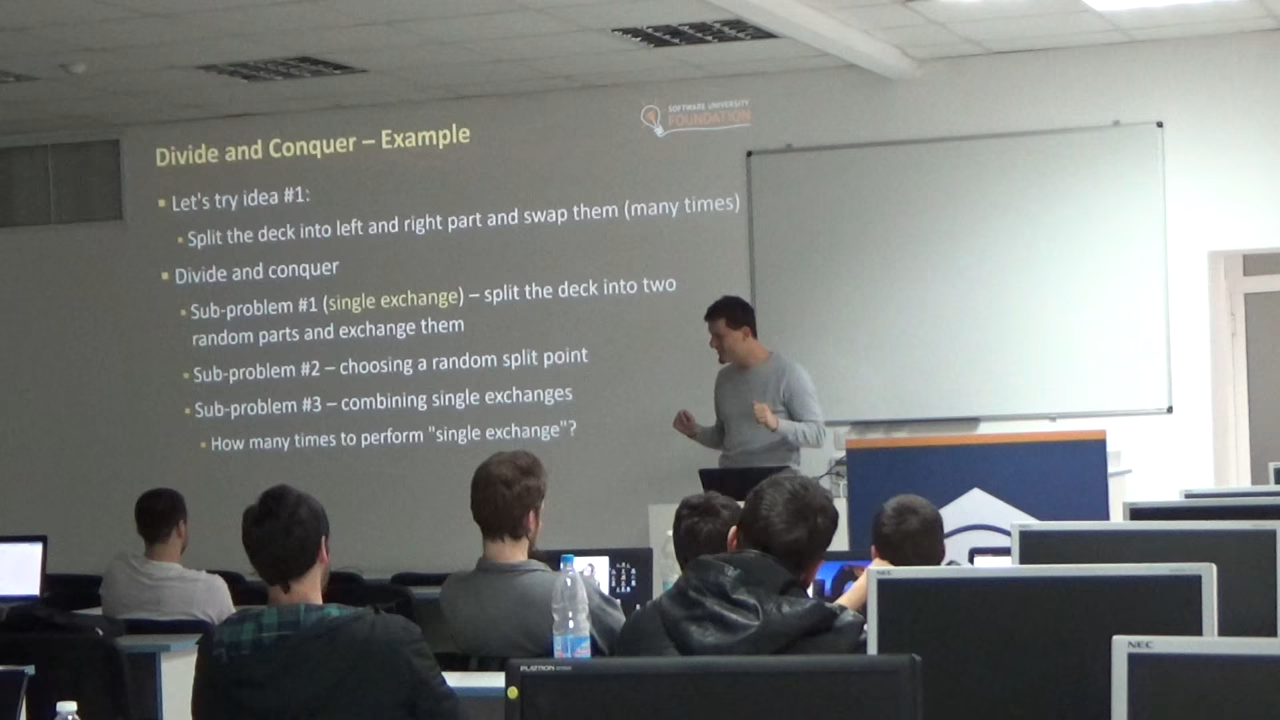 SOFTWARE UNIVERSITY
FOUNDATION
Divide and Conquer – Example
Let's try idea #1:
Split the deck into left and right part and swap them (many times)
Divide and conquer
Sub-problem #1 (single exchange) – split the deck into two
random parts and exchange them
Sub-problem #2 – choosing a random split point
Sub-problem #3 – combining single exchanges
How many times to perform "single exchange"?
NEC
NEC
PLATRON